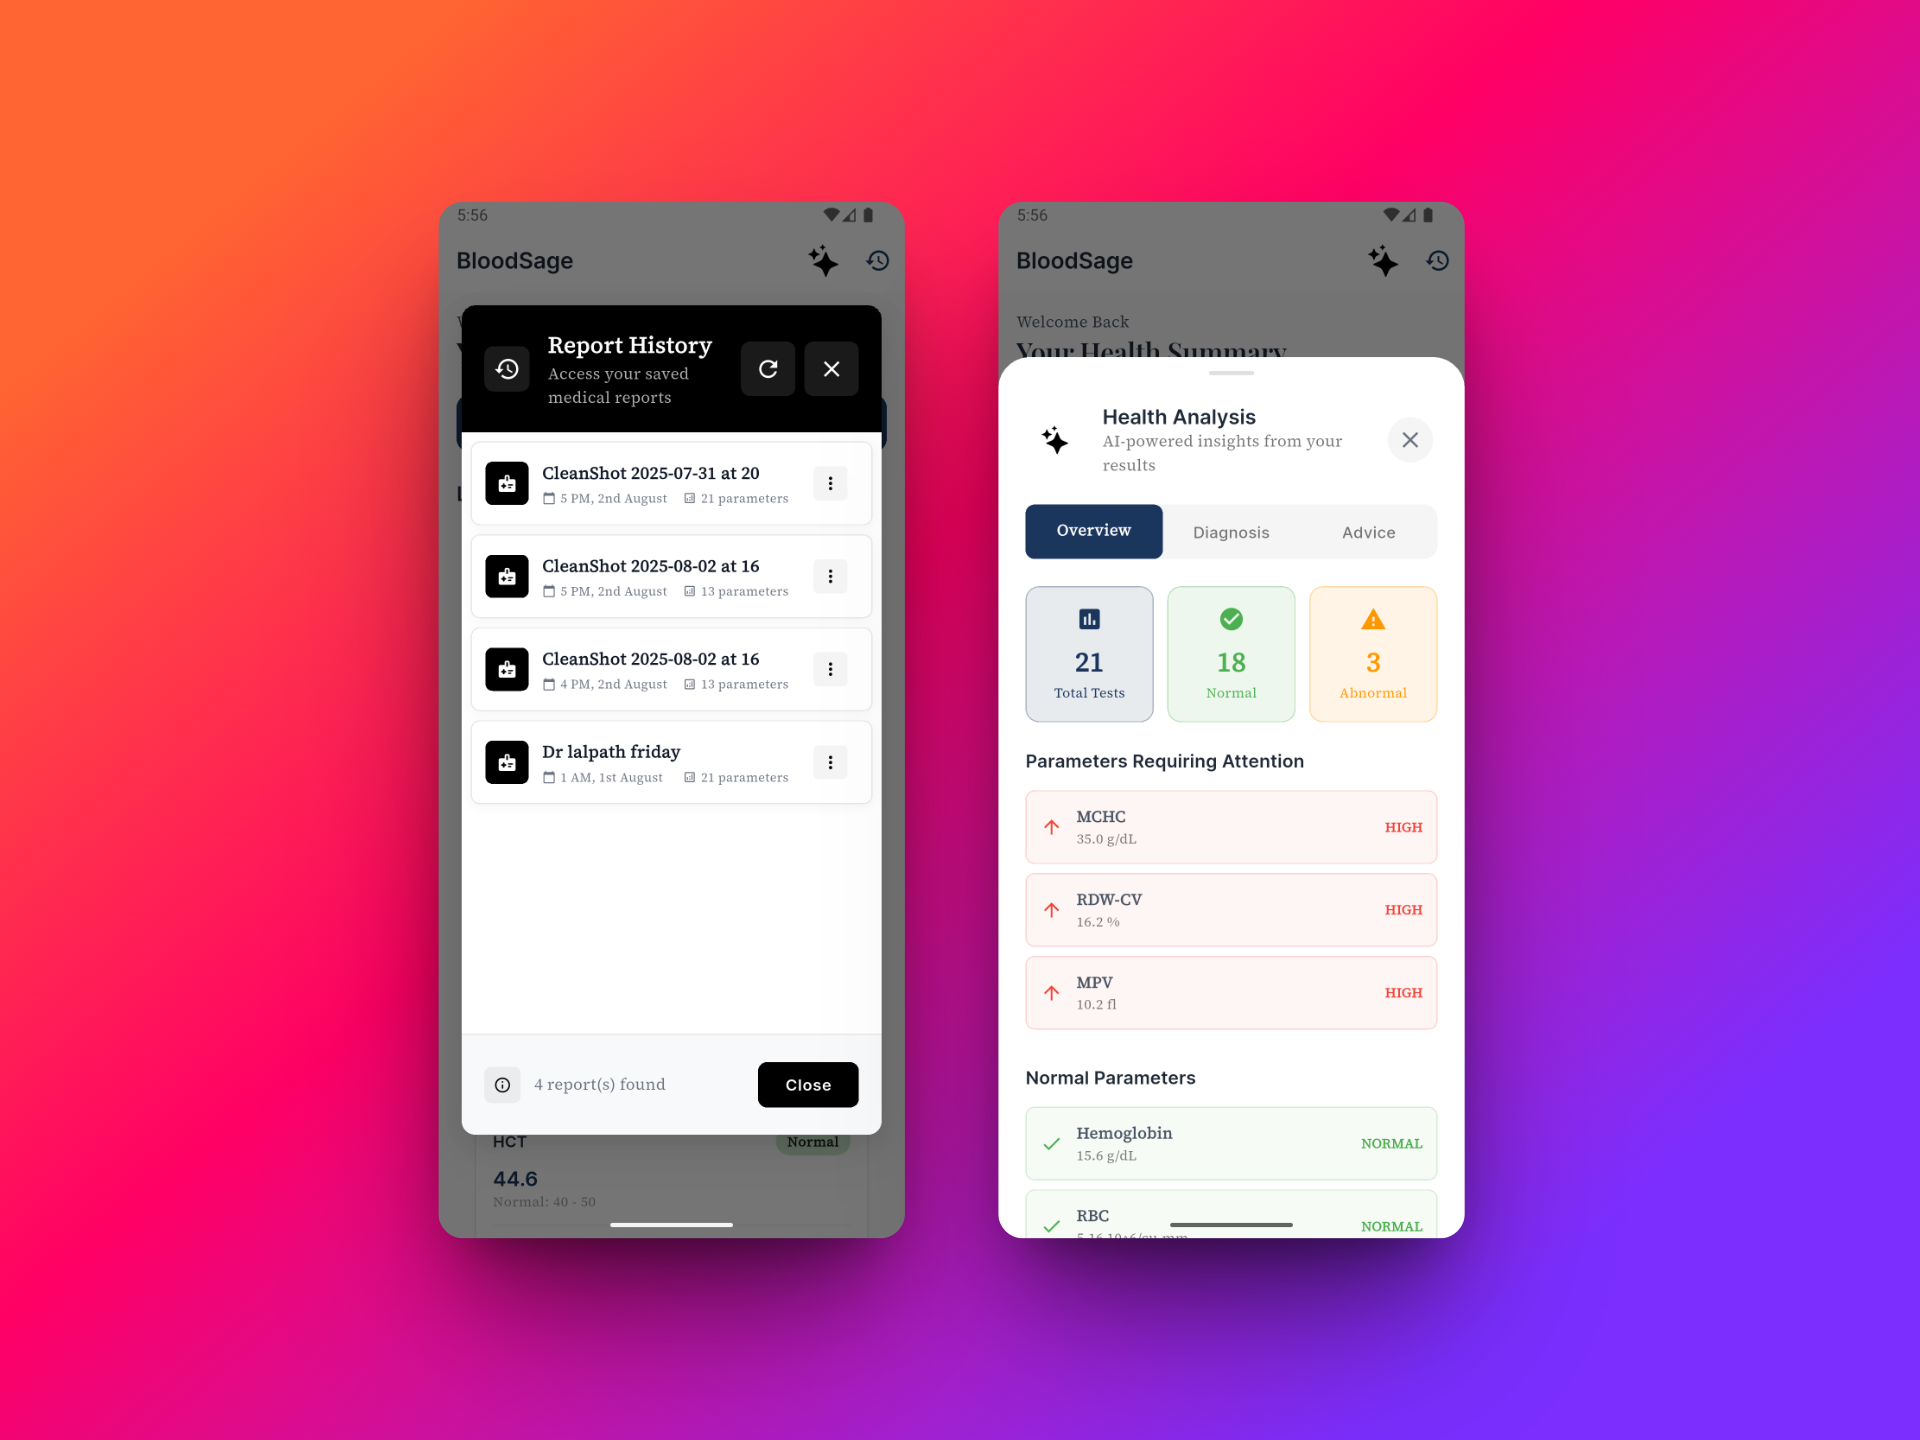 5:56
BloodSage
Report History
Access your saved
medical reports
CleanShot 2025-07-31 at 20
5 PM, 2nd August 21 parameters
CleanShot 2025-08-02 at 16
5 PM, 2nd August 13 parameters
CleanShot 2025-08-02 at 16
4 PM, 2nd August 13 parameters
Dr lalpath friday
1 AM, 1st August 21 parameters
4 report(s) found
Close
HCT
Normal
44.6
Normal: 40 - 50
5:56
BloodSage
Welcome Back
Your Health Summary
Health Analysis
AI-powered insights from your
results
Overview
Diagnosis
Advice
21
Total Tests
18
Normal
3
Abnormal
Parameters Requiring Attention
MCHC
35.0 g/dL
HIGH
RDW-CV
16.2 %
HIGH
MPV
10.2 fl
HIGH
Normal Parameters
Hemoglobin
15.6 g/dL
NORMAL
RBC
5.16 10^6/cu.mm
NORMAL